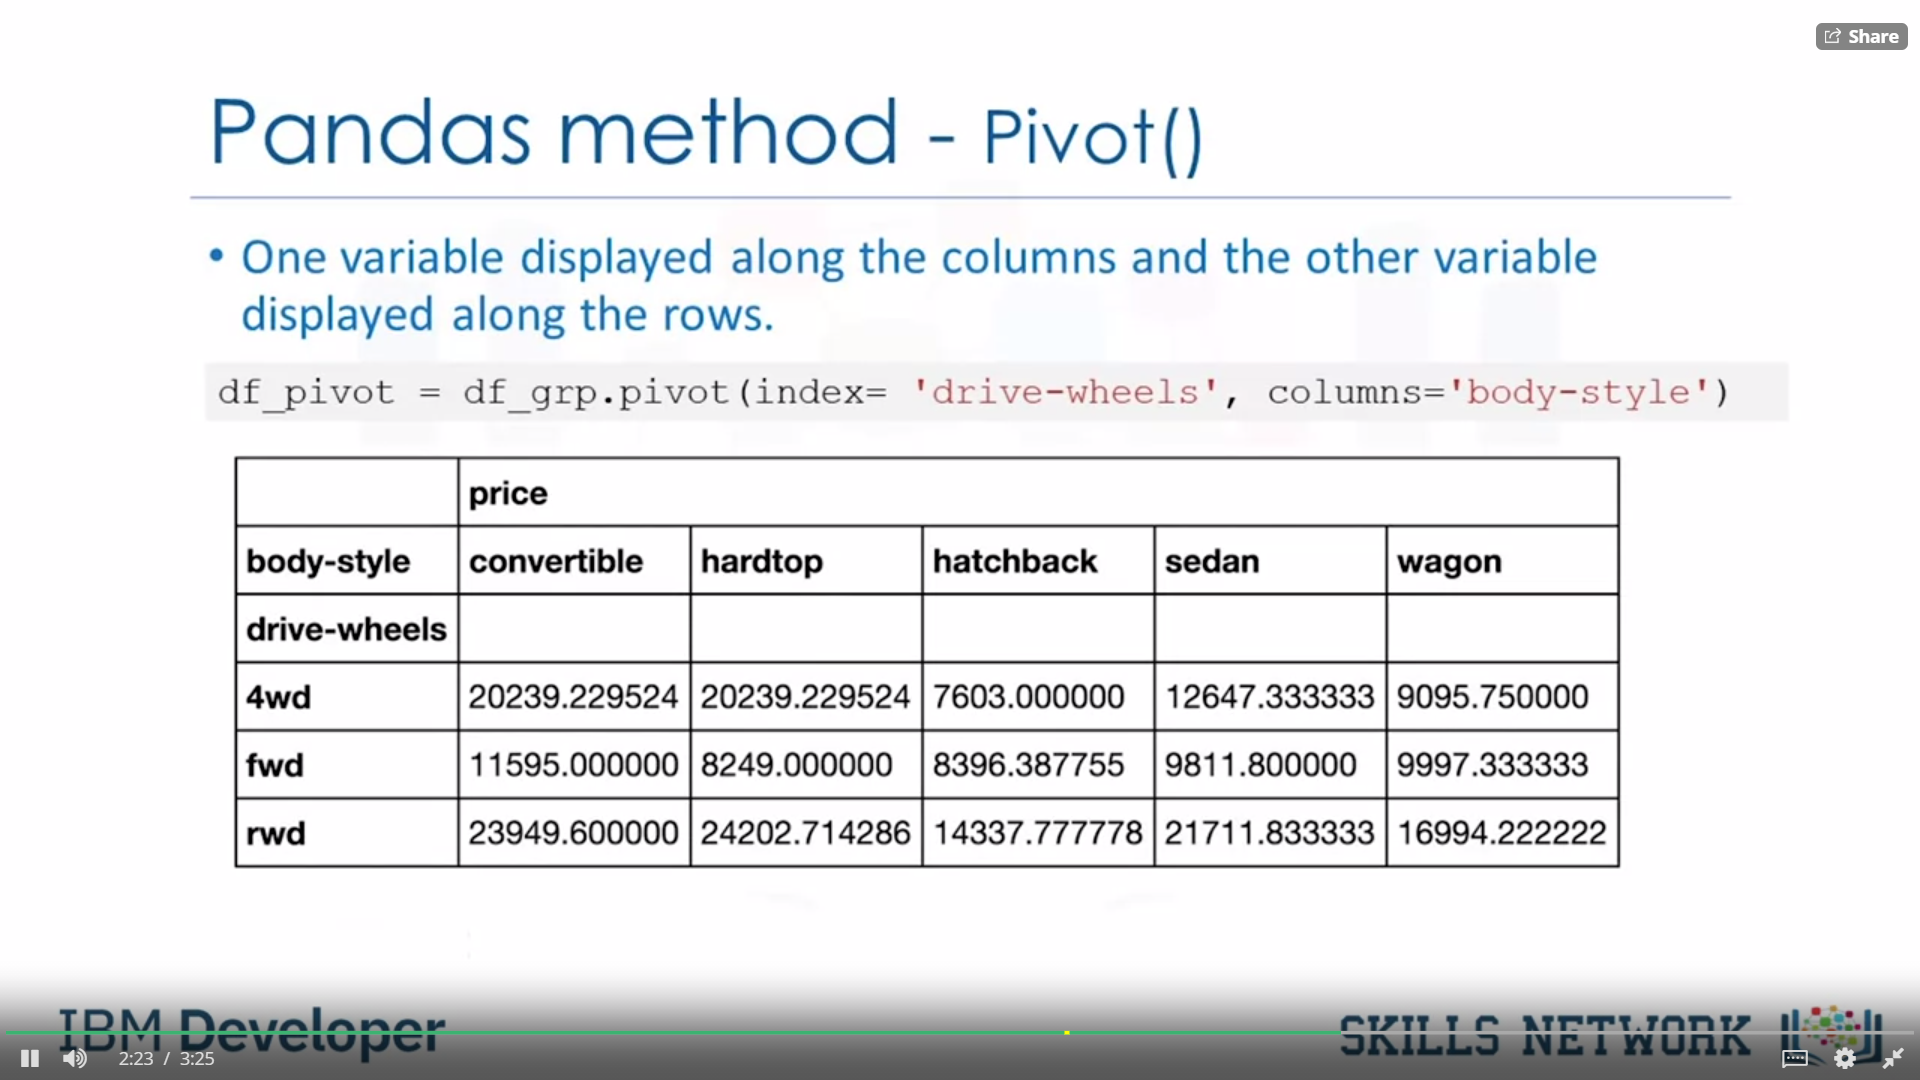 Share
Pandas method - Pivot()
• One variable displayed along the columns and the other variable
displayed along the rows.
df_pivot = df_grp.pivot(index= 'drive-wheels', columns='body-style')
price
body-style convertible hardtop hatchback sedan wagon
drive-wheels
4wd 20239.229524 20239.229524 7603.000000 12647.333333 9095.750000
fwd 11595.000000 8249.000000 8396.387755 9811.800000 9997.333333
rwd 23949.600000 24202.714286 14337.777778 21711.833333 16994.222222
IBM Developer
SKILLS NETWORK
2:23 / 3:25